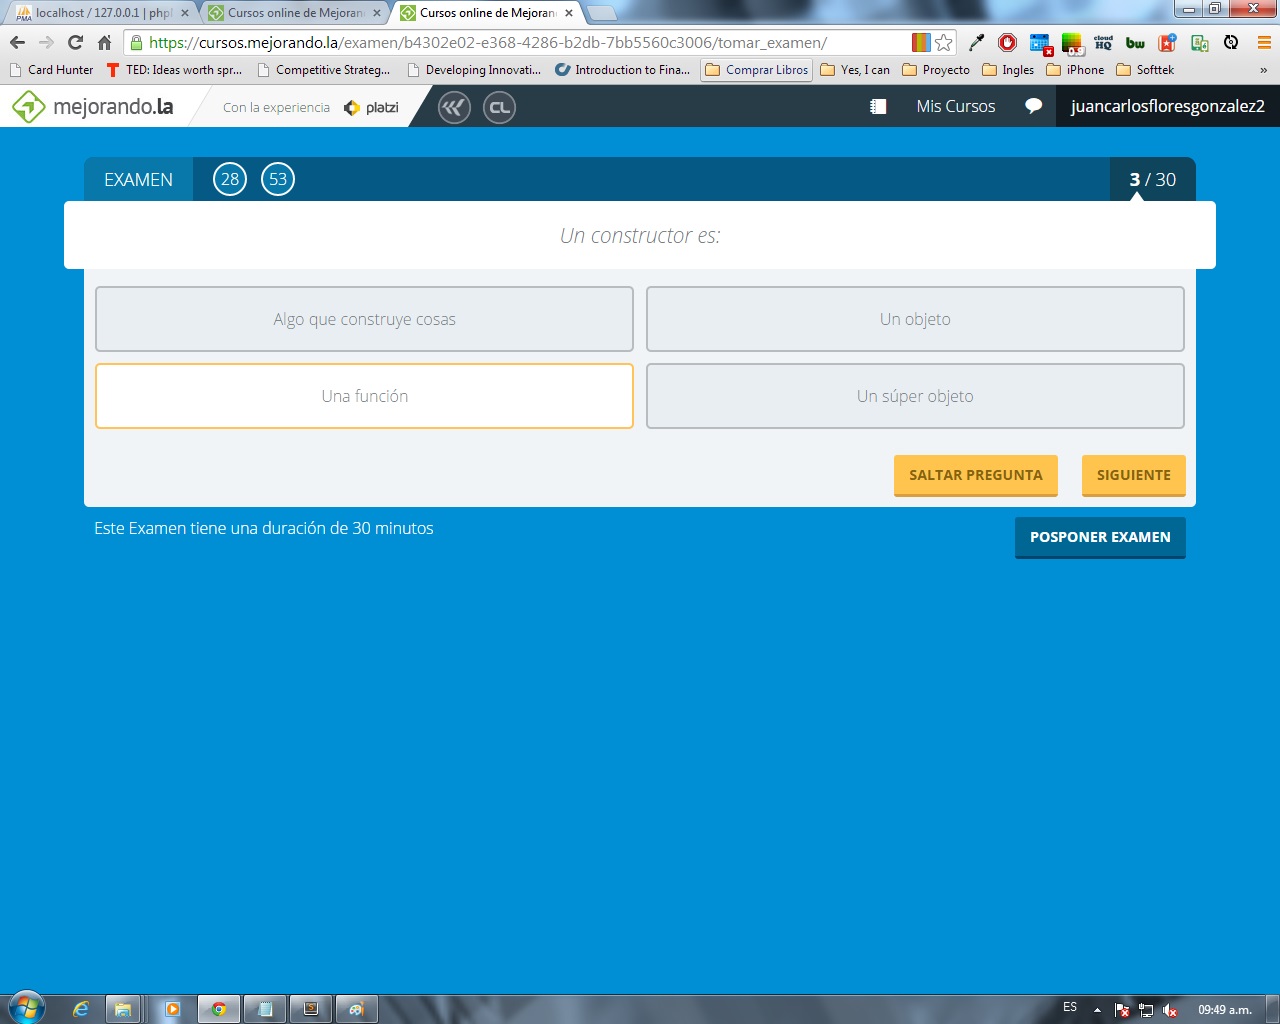 localhost / 127.0.0.1 | php
Cursos online de Mejoran
Cursos online de Mejoran
https://cursos.mejorando.la/examen/b4302e02-e368-4286-b2db-7bb5560c3006/tomar_examen/
Card Hunter
TED: Ideas worth spr...
Competitive Strateg...
Developing Innovati...
Introduction to Fina...
Comprar Libros
Yes, I can
Proyecto
Ingles
iPhone
Softtek
»
mejorando.la
Con la experiencia
platzi
CL
Mis Cursos
juancarlosfloresgonzalez2
EXAMEN
28
53
3 / 30
Un constructor es:
Algo que construye cosas
Un objeto
Una función
Un súper objeto
SALTAR PREGUNTA
SIGUIENTE
Este Examen tiene una duración de 30 minutos
POSPONER EXAMEN
ES
09:49 a.m.